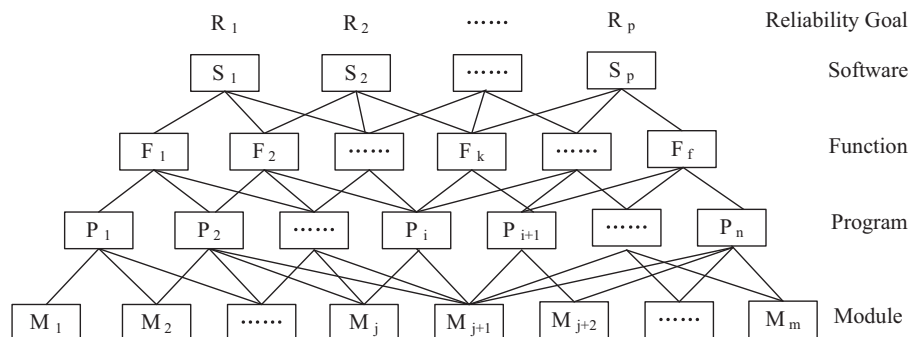 R 1 R 2 ...... R p Reliability Goal
S 1 S 2 ...... S p Software
F 1 F 2 ...... F k ...... F f Function
P 1 P 2 ...... P i P i+1 ...... P n Program
M 1 M 2 ...... M j M j+1 M j+2 ...... M m Module